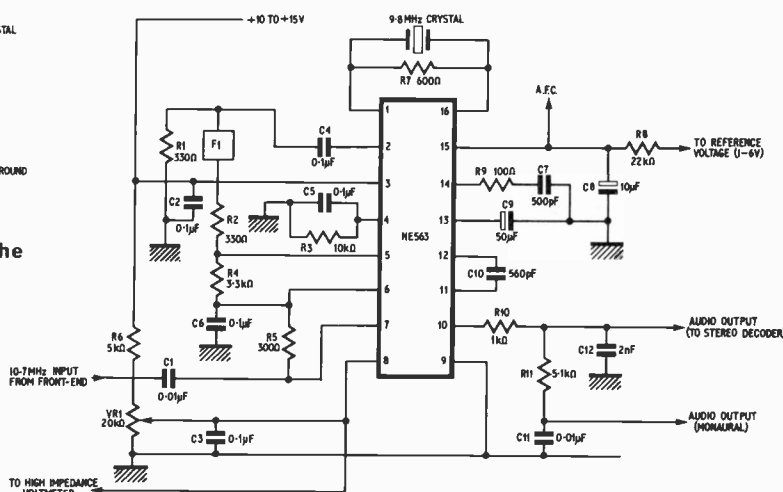 +10 TO +15V
9·8MHz CRYSTAL
STAL
R7 600Ω
A.F.C.
1
16
R1
330Ω
F1
C4
0·1µF
2
15
R8
22kΩ
TO REFERENCE
VOLTAGE (1-6V)
ROUND
3
14
R9 100Ω
C7
500pF
C8
10µF
C2
0·1µF
C5
0·1µF
4
13
C9
50µF
R2
330Ω
R3
10kΩ
NE563
he
5
12
R4
3·3kΩ
C10
560pF
6
11
C6
0·1µF
R5
300Ω
R6
5kΩ
7
10
R10
1kΩ
AUDIO OUTPUT
(TO STEREO DECODER)
C12
2nF
10·7MHz INPUT
FROM FRONT-END
C1
0·01µF
8
9
R11
5·1kΩ
VR1
20kΩ
C3
0·1µF
C11
0·01µF
AUDIO OUTPUT
(MONAURAL)
TO HIGH IMPEDANCE
VOLTMETER